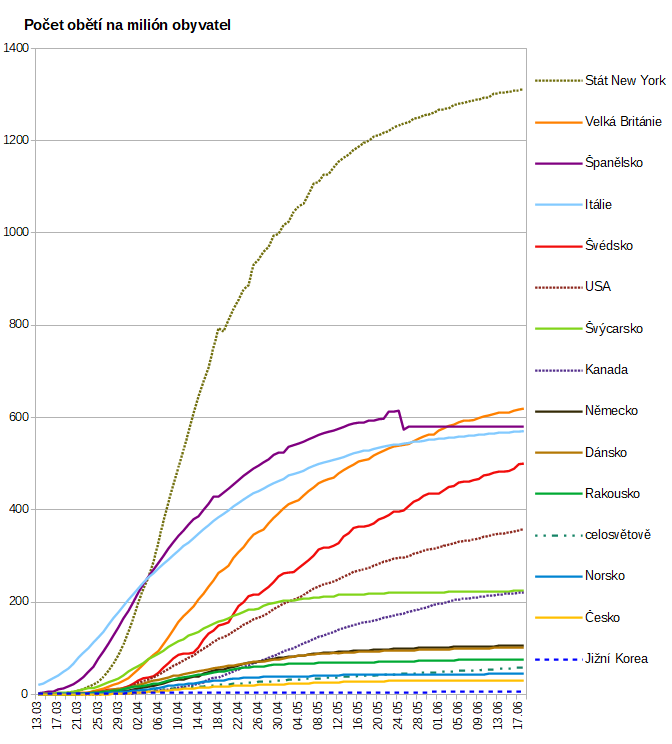 Počet obětí na milión obyvatel
1400
1200
1000
800
600
400
200
0
Stát New York
Velká Británie
Španělsko
Itálie
Švédsko
USA
Švýcarsko
Kanada
Německo
Dánsko
Rakousko
celosvětově
Norsko
Česko
Jižní Korea
13.03
17.03
21.03
25.03
29.03
02.04
06.04
10.04
14.04
18.04
22.04
26.04
30.04
04.05
08.05
12.05
16.05
20.05
24.05
28.05
01.06
05.06
09.06
13.06
17.06